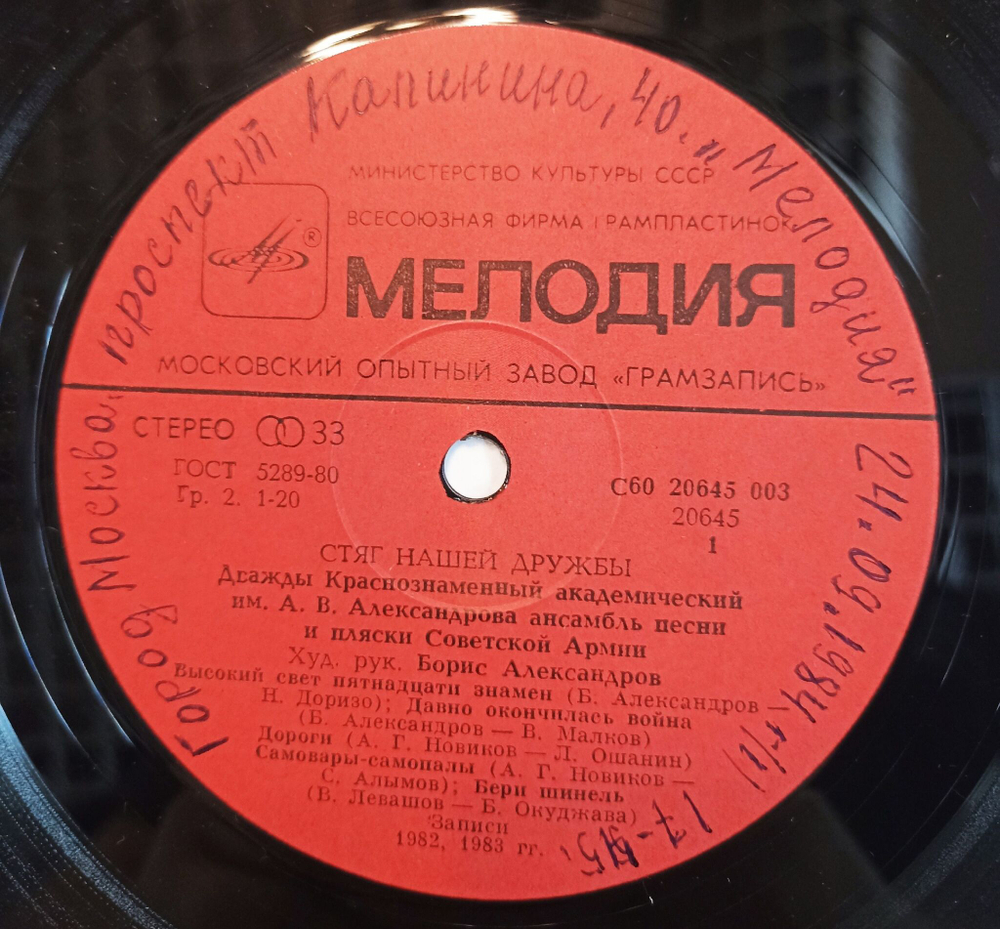 Город Москва, проспект Калинина, 40. „Мелодия" 24.09.1984 г.
17-45
МИНИСТЕРСТВО КУЛЬТУРЫ СССР
ВСЕСОЮЗНАЯ ФИРМА ГРАМПЛАСТИНОК
®
МЕЛОДИЯ
МОСКОВСКИЙ ОПЫТНЫЙ ЗАВОД «ГРАМЗАПИСЬ»
СТЕРЕО 33
ГОСТ 5289-80
Гр. 2. 1-20
С60 20645 003
20645
1
СТЯГ НАШЕЙ ДРУЖБЫ
Дважды Краснознаменный академический
им. А. В. Александрова ансамбль песни
и пляски Советской Армии
Худ. рук. Борис Александров
Высокий свет пятнадцати знамен (Б. Александров —
Н. Доризо); Давно окончилась война
(Б. Александров — В. Малков)
Дороги (А. Г. Новиков — Л. Ошанин)
Самовары-самопалы (А. Г. Новиков —
С. Алымов); Бери шинель
(В. Левашов — Б. Окуджава)
Записи
1982, 1983 гг.